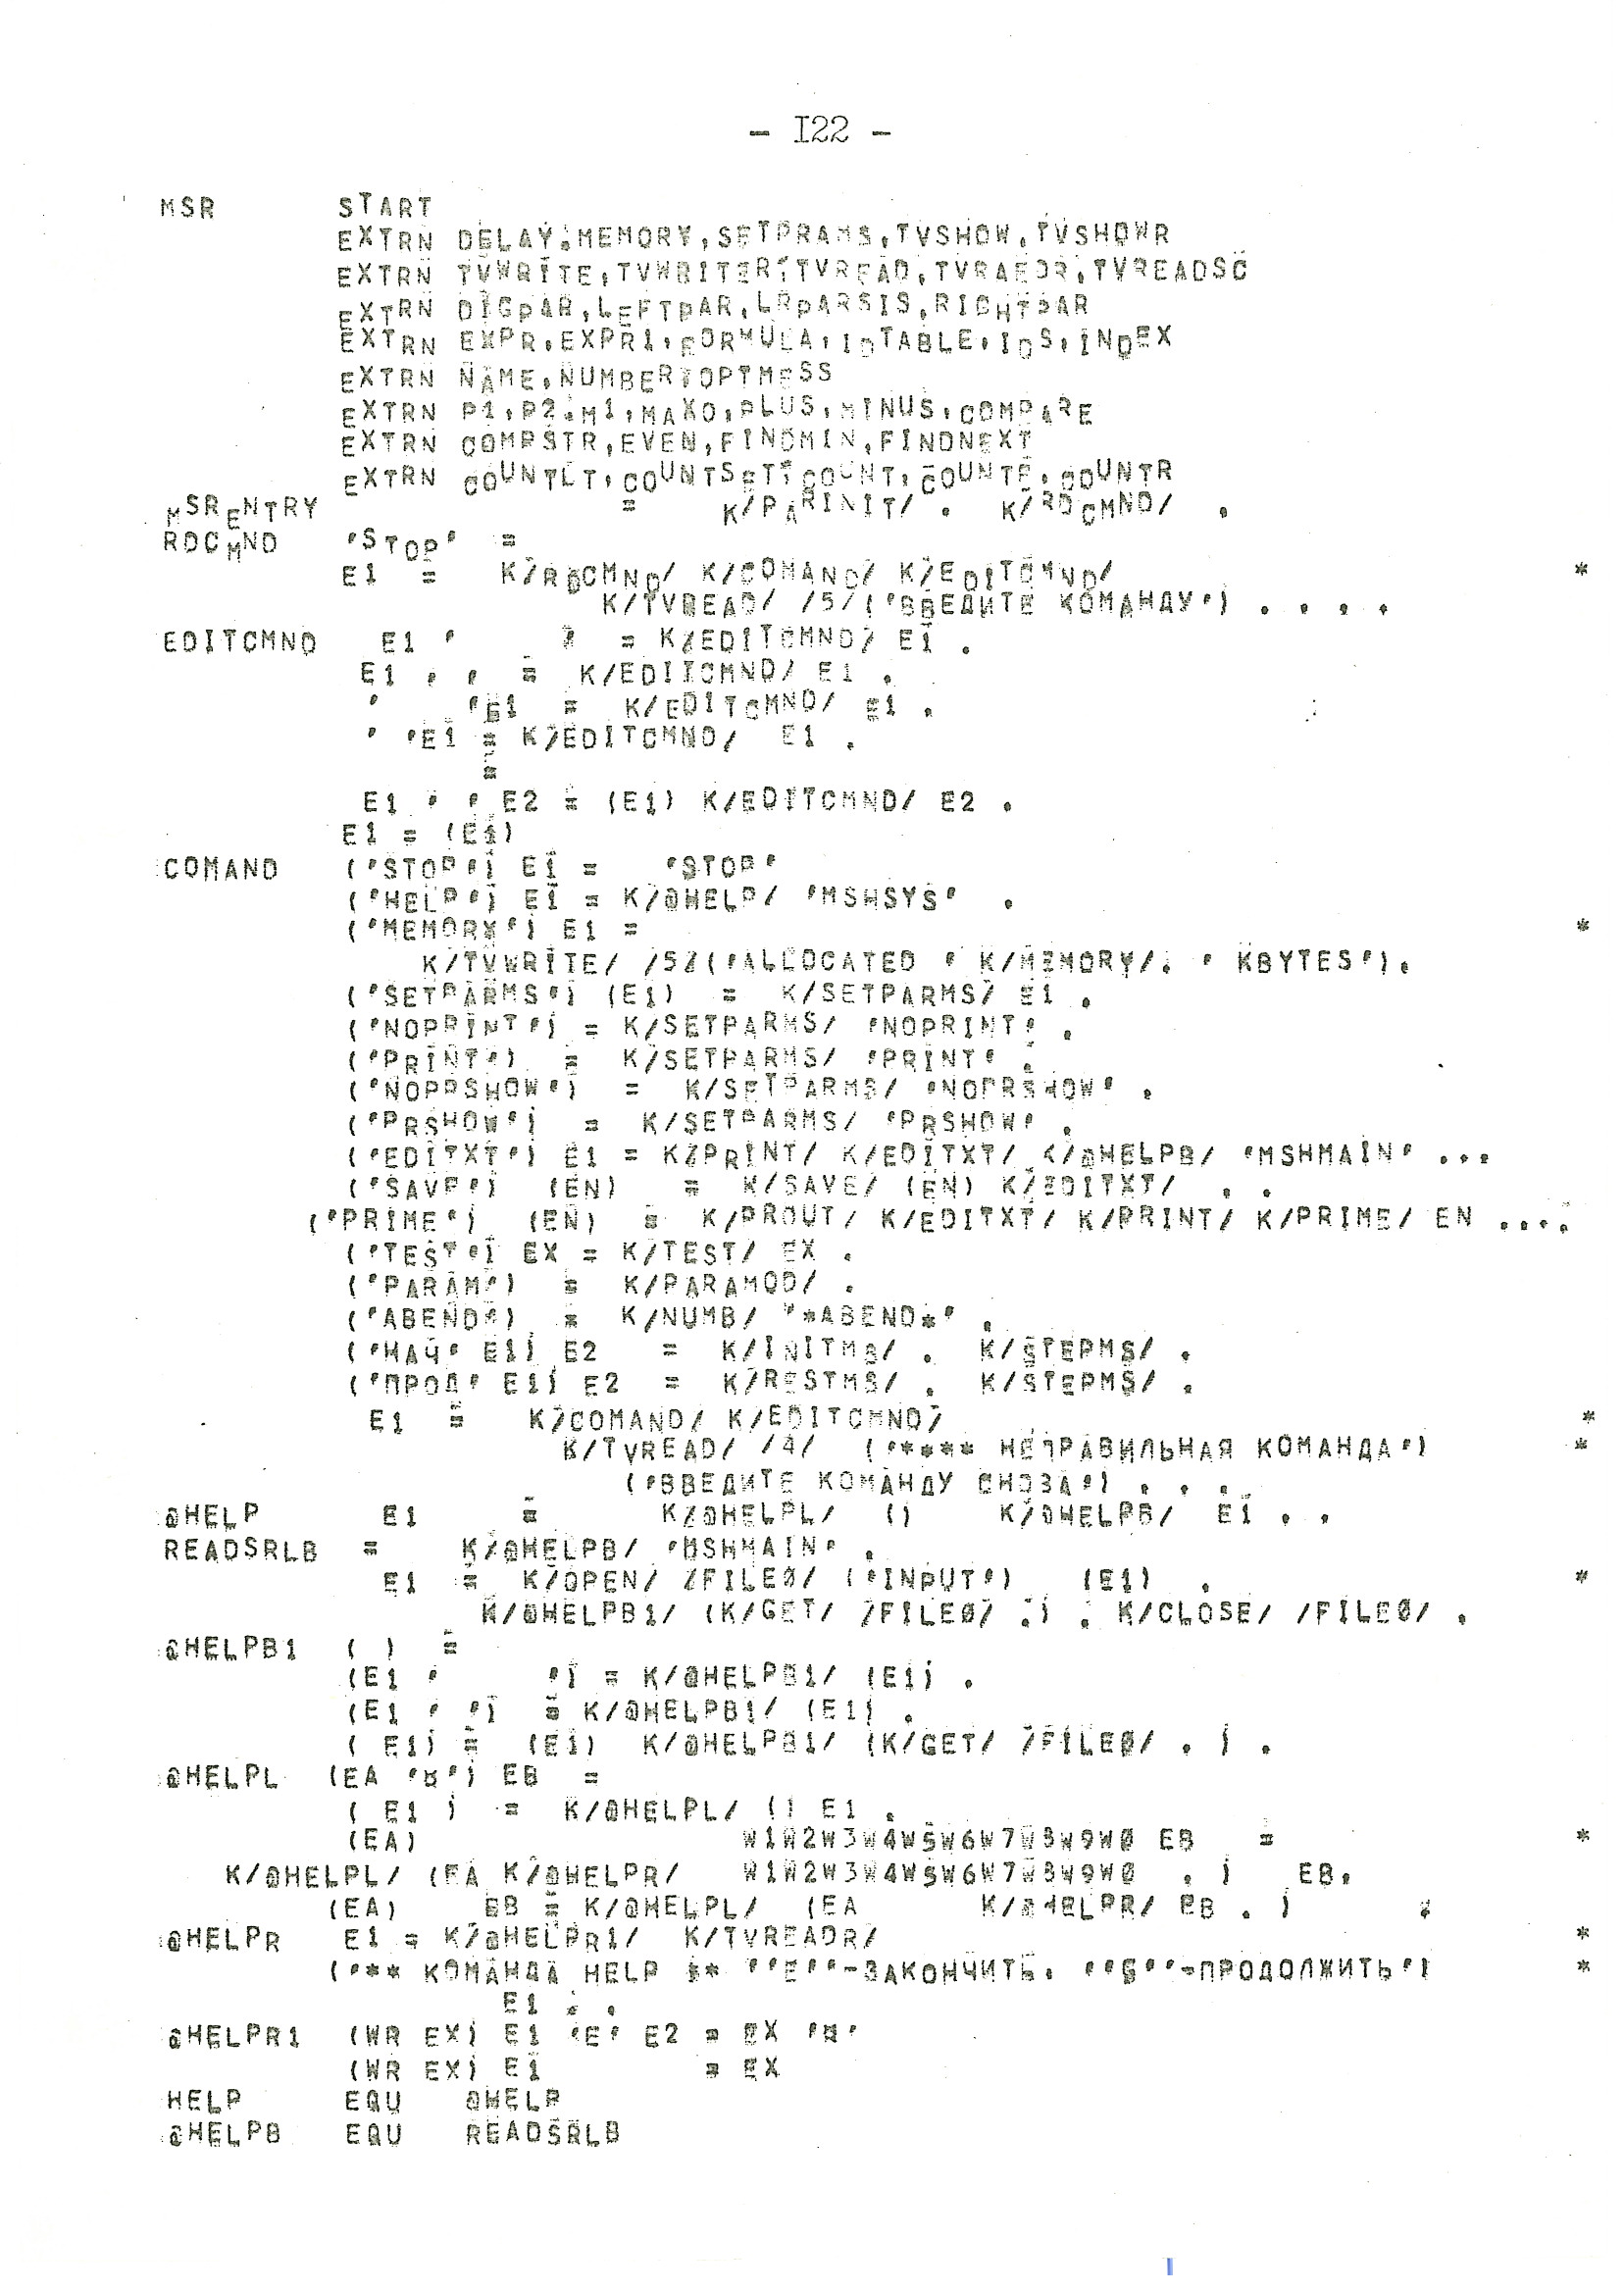 - I22 -
MSR START
EXTRN DELAY,MEMORY,SETPRAMS,TVSHOW,TVSHOWR
EXTRN TVWRITE,TVWRITER,TVREAD,TVRAEDR,TVREADSC
EXTRN DIGPAR,LEFTPAR,LRPARSIS,RIGHTPAR
EXTRN EXPR,EXPR1,FORMULA,IDTABLE,IDS,INDEX
EXTRN NAME,NUMBER,OPTMESS
EXTRN P1,P2,M1,MAXO,PLUS,MINUS,COMPARE
EXTRN COMPSTR,EVEN,FINDMIN,FINDNEXT
EXTRN COUNTLT,COUNTSET,COUNT,COUNTE,COUNTR
MSRENTRY = K/PARINIT/ . K/RDCMND/ .
RDCMND 'STOP' =
E1 = K/RDCMND/ K/COMAND/ K/EDITCMND/ *
K/TVREAD/ /5/('ВВЕДИТЕ КОМАНДУ') . . . .
EDITCMND E1 ' ' = K/EDITCMND/ E1 .
E1 ' ' = K/EDITCMND/ E1 .
' 'E1 = K/EDITCMND/ E1 .
' 'E1 = K/EDITCMND/ E1 .
=
E1 ' ' E2 = (E1) K/EDITCMND/ E2 .
E1 = (E1)
COMAND ('STOP') E1 = 'STOP'
('HELP') E1 = K/@HELP/ 'MSHSYS' .
('MEMORY') E1 = *
K/TVWRITE/ /5/('ALLOCATED ' K/MEMORY/. ' KBYTES').
('SETPARMS') (E1) = K/SETPARMS/ E1 .
('NOPRINT') = K/SETPARMS/ 'NOPRINT' .
('PRINT') = K/SETPARMS/ 'PRINT' .
('NOPRSHOW') = K/SETPARMS/ 'NOPRSHOW' .
('PRSHOW') = K/SETPARMS/ 'PRSHOW' .
('EDITXT') E1 = K/PRINT/ K/EDITXT/ K/@HELPB/ 'MSHMAIN' ...
('SAVE') (EN) = K/SAVE/ (EN) K/EDITXT/ . .
('PRIME') (EN) = K/PROUT/ K/EDITXT/ K/PRINT/ K/PRIME/ EN ....
('TEST') EX = K/TEST/ EX .
('PARAM') = K/PARAMOD/ .
('ABEND') = K/NUMB/ '*ABEND*' .
('НАЧ' E1) E2 = K/INITMS/ . K/STEPMS/ .
('ПРОД' E1) E2 = K/RESTMS/ . K/STEPMS/ .
E1 = K/COMAND/ K/EDITCMND/ *
K/TVREAD/ /4/ ('**** НЕПРАВИЛЬНАЯ КОМАНДА') *
('ВВЕДИТЕ КОМАНДУ СНОВА') . . . .
@HELP E1 = K/@HELPL/ () K/@HELPB/ E1 . .
READSRLB = K/@HELPB/ 'MSHMAIN' .
E1 = K/OPEN/ /FILE0/ ('INPUT') (E1) . *
K/@HELPB1/ (K/GET/ /FILE0/ .) . K/CLOSE/ /FILE0/ .
@HELPB1 ( ) =
(E1 ' ') = K/@HELPB1/ (E1) .
(E1 ' ') = K/@HELPB1/ (E1) .
( E1) = (E1) K/@HELPB1/ (K/GET/ /FILE0/ . ) .
@HELPL (EA '¤') EB =
( E1 ) = K/@HELPL/ () E1 .
(EA) W1W2W3W4W5W6W7W8W9W0 EB = *
K/@HELPL/ (EA K/@HELPR/ W1W2W3W4W5W6W7W8W9W0 . ) EB.
(EA) EB = K/@HELPL/ (EA K/@HELPR/ EB . ) .
@HELPR E1 = K/@HELPR1/ K/TVREADR/ *
('** КОМАНДА HELP ** ''E''-ЗАКОНЧИТЬ, ''Б''-ПРОДОЛЖИТЬ') *
E1 . .
@HELPR1 (WR EX) E1 'E' E2 = EX '¤'
(WR EX) E1 = EX
HELP EQU @HELP
@HELPB EQU READSRLB